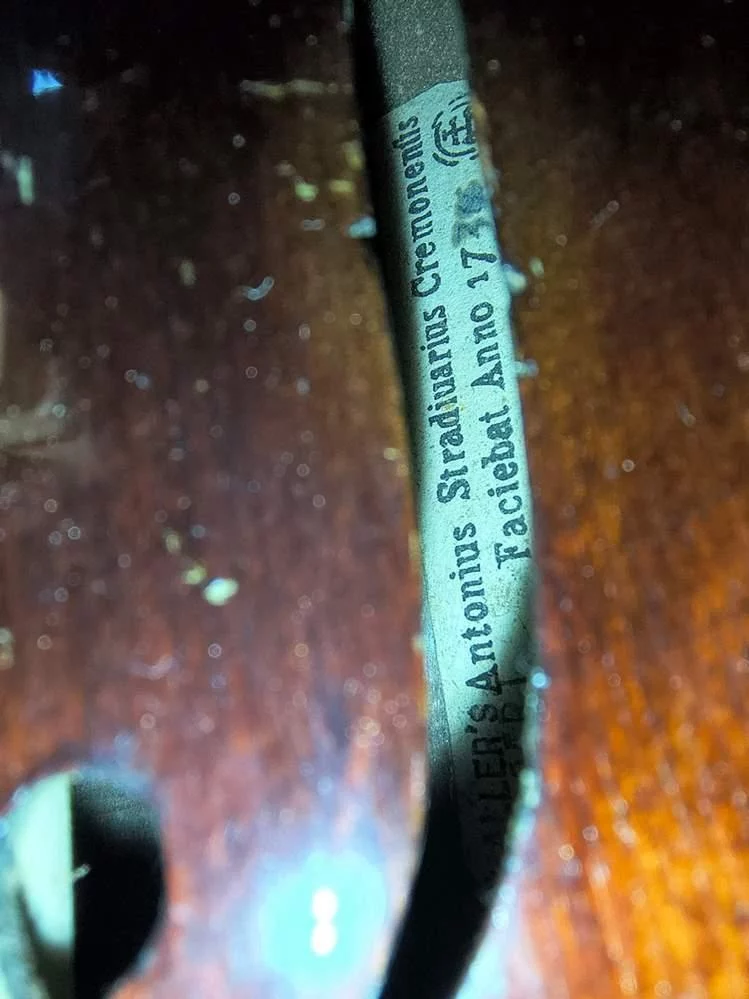 Antonius Stradiuarius Cremonenſis
Faciebat Anno 17